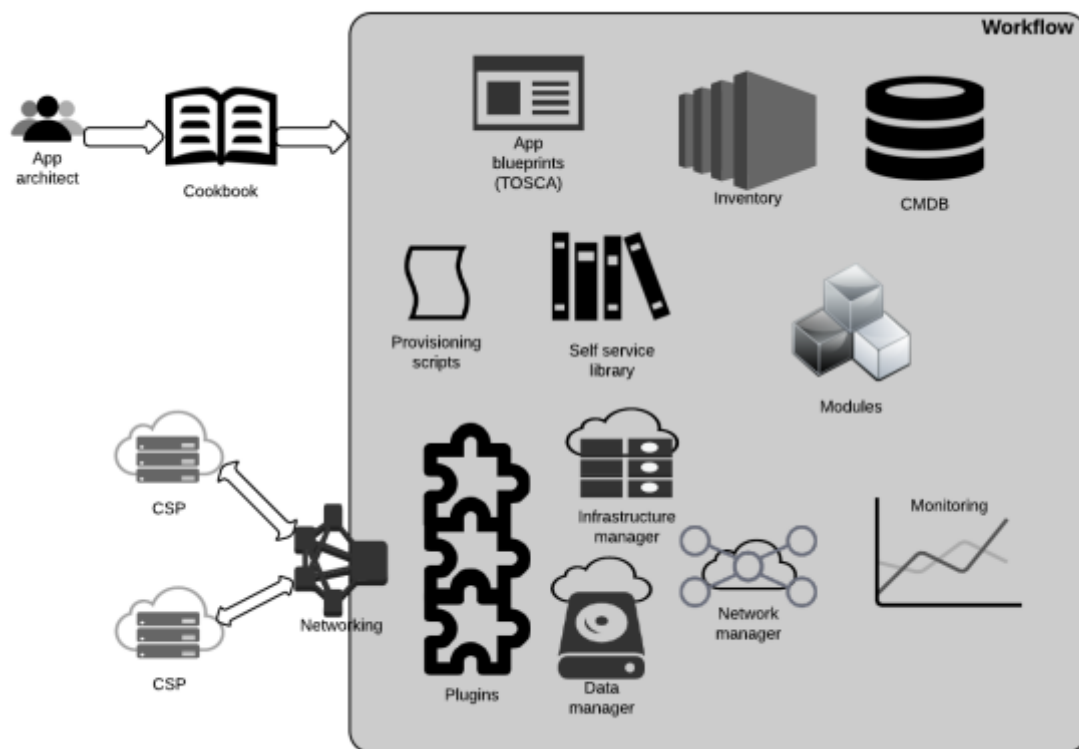 Workflow
App
architect
Cookbook
App
blueprints
(TOSCA)
Inventory
CMDB
Provisioning
scripts
Self service
library
Modules
CSP
CSP
Networking
Plugins
Infrastructure
manager
Data
manager
Network
manager
Monitoring